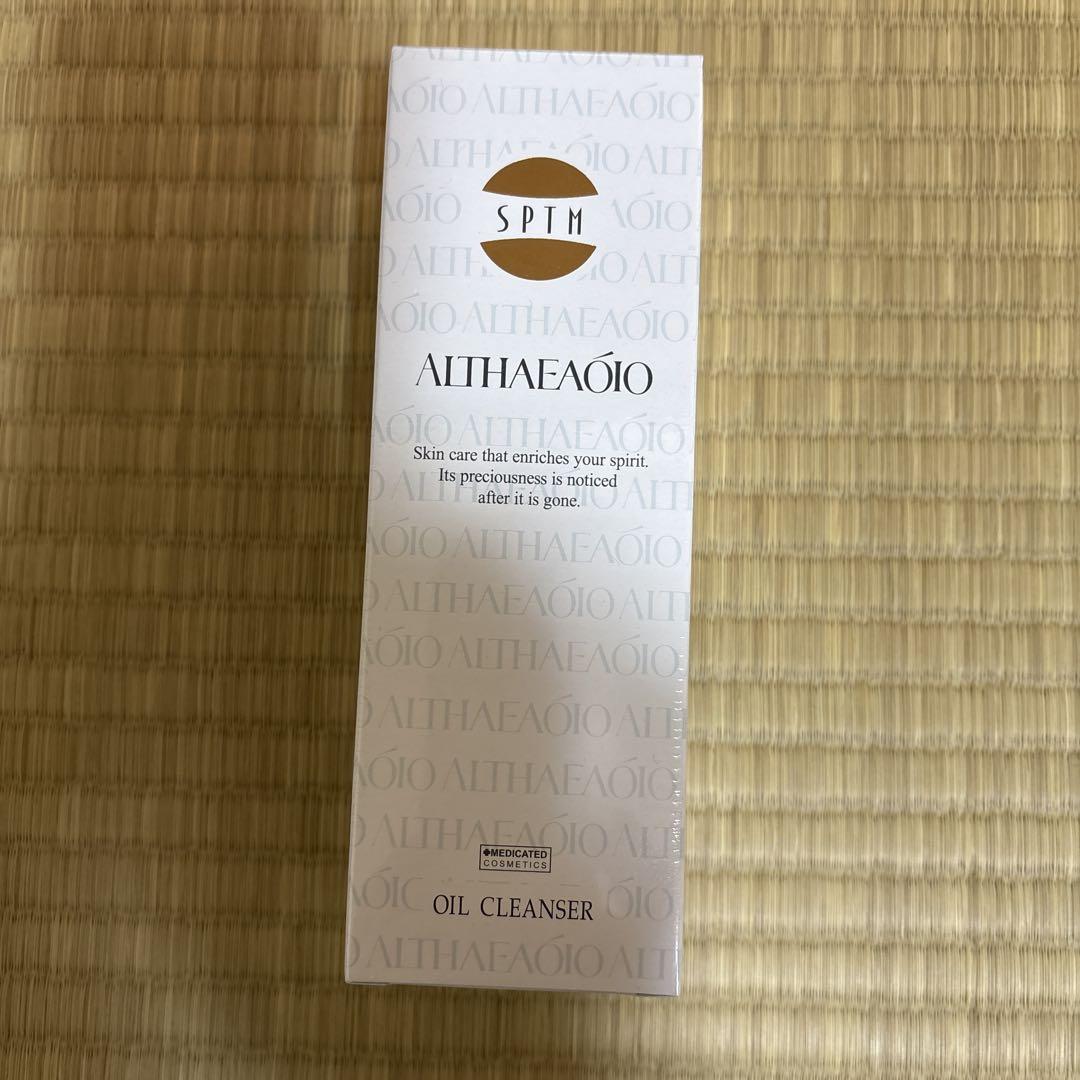 SPTM
ALTHAEAÓIO
Skin care that enriches your spirit.
Its preciousness is noticed
after it is gone.
✚MEDICATED
COSMETICS
OIL CLEANSER